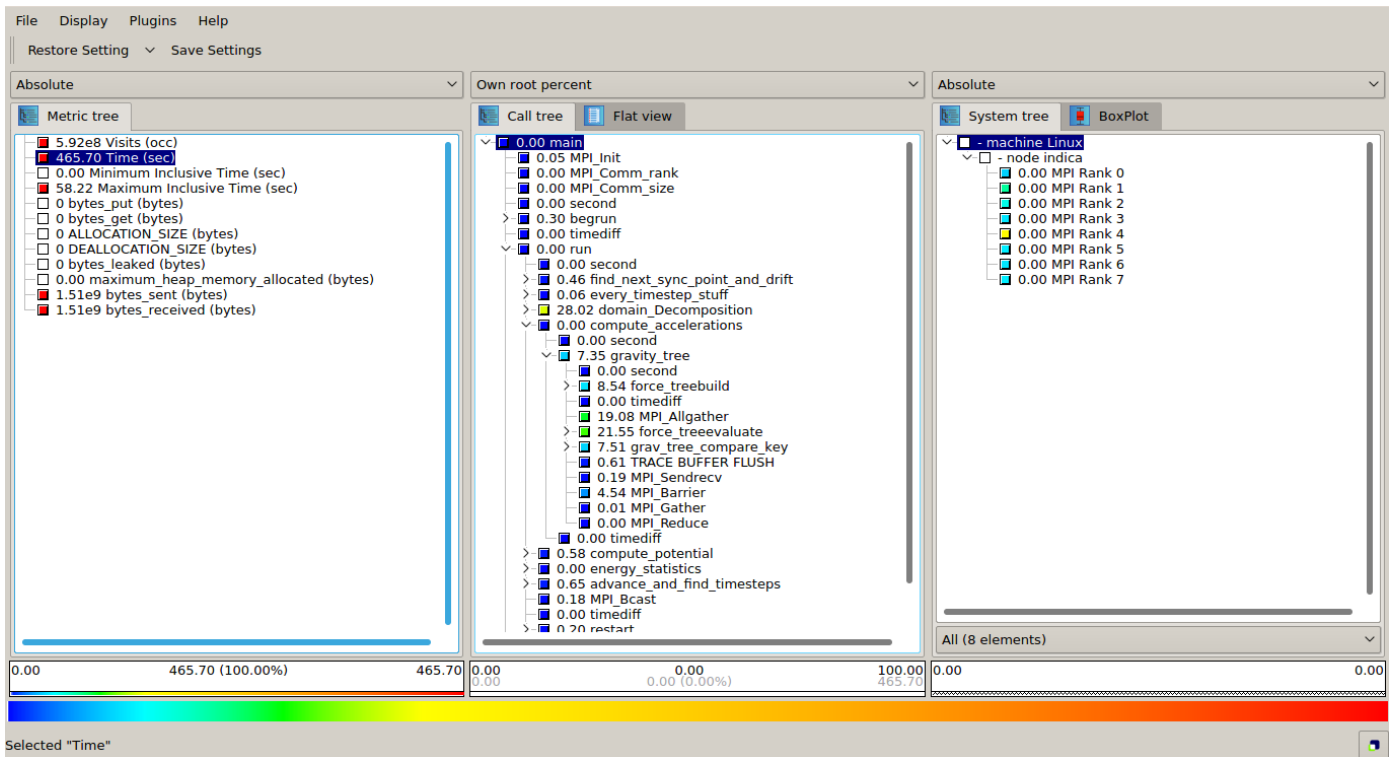 File Display Plugins Help
Restore Setting Save Settings
Absolute
Own root percent
Absolute
Metric tree
Call tree Flat view
System tree BoxPlot
5.92e8 Visits (occ)
465.70 Time (sec)
0.00 Minimum Inclusive Time (sec)
58.22 Maximum Inclusive Time (sec)
0 bytes_put (bytes)
0 bytes_get (bytes)
0 ALLOCATION_SIZE (bytes)
0 DEALLOCATION_SIZE (bytes)
0 bytes_leaked (bytes)
0.00 maximum_heap_memory_allocated (bytes)
1.51e9 bytes_sent (bytes)
1.51e9 bytes_received (bytes)
0.00 main
0.05 MPI_Init
0.00 MPI_Comm_rank
0.00 MPI_Comm_size
0.00 second
0.30 begrun
0.00 timediff
0.00 run
0.00 second
0.46 find_next_sync_point_and_drift
0.06 every_timestep_stuff
28.02 domain_Decomposition
0.00 compute_accelerations
0.00 second
7.35 gravity_tree
0.00 second
8.54 force_treebuild
0.00 timediff
19.08 MPI_Allgather
21.55 force_treeevaluate
7.51 grav_tree_compare_key
0.61 TRACE BUFFER FLUSH
0.19 MPI_Sendrecv
4.54 MPI_Barrier
0.01 MPI_Gather
0.00 MPI_Reduce
0.00 timediff
0.58 compute_potential
0.00 energy_statistics
0.65 advance_and_find_timesteps
0.18 MPI_Bcast
0.00 timediff
0.20 restart
- machine Linux
- node indica
0.00 MPI Rank 0
0.00 MPI Rank 1
0.00 MPI Rank 2
0.00 MPI Rank 3
0.00 MPI Rank 4
0.00 MPI Rank 5
0.00 MPI Rank 6
0.00 MPI Rank 7
All (8 elements)
0.00 465.70 (100.00%) 465.70
0.00 0.00 100.00
0.00 0.00 (0.00%) 465.70
0.00 0.00
Selected "Time"